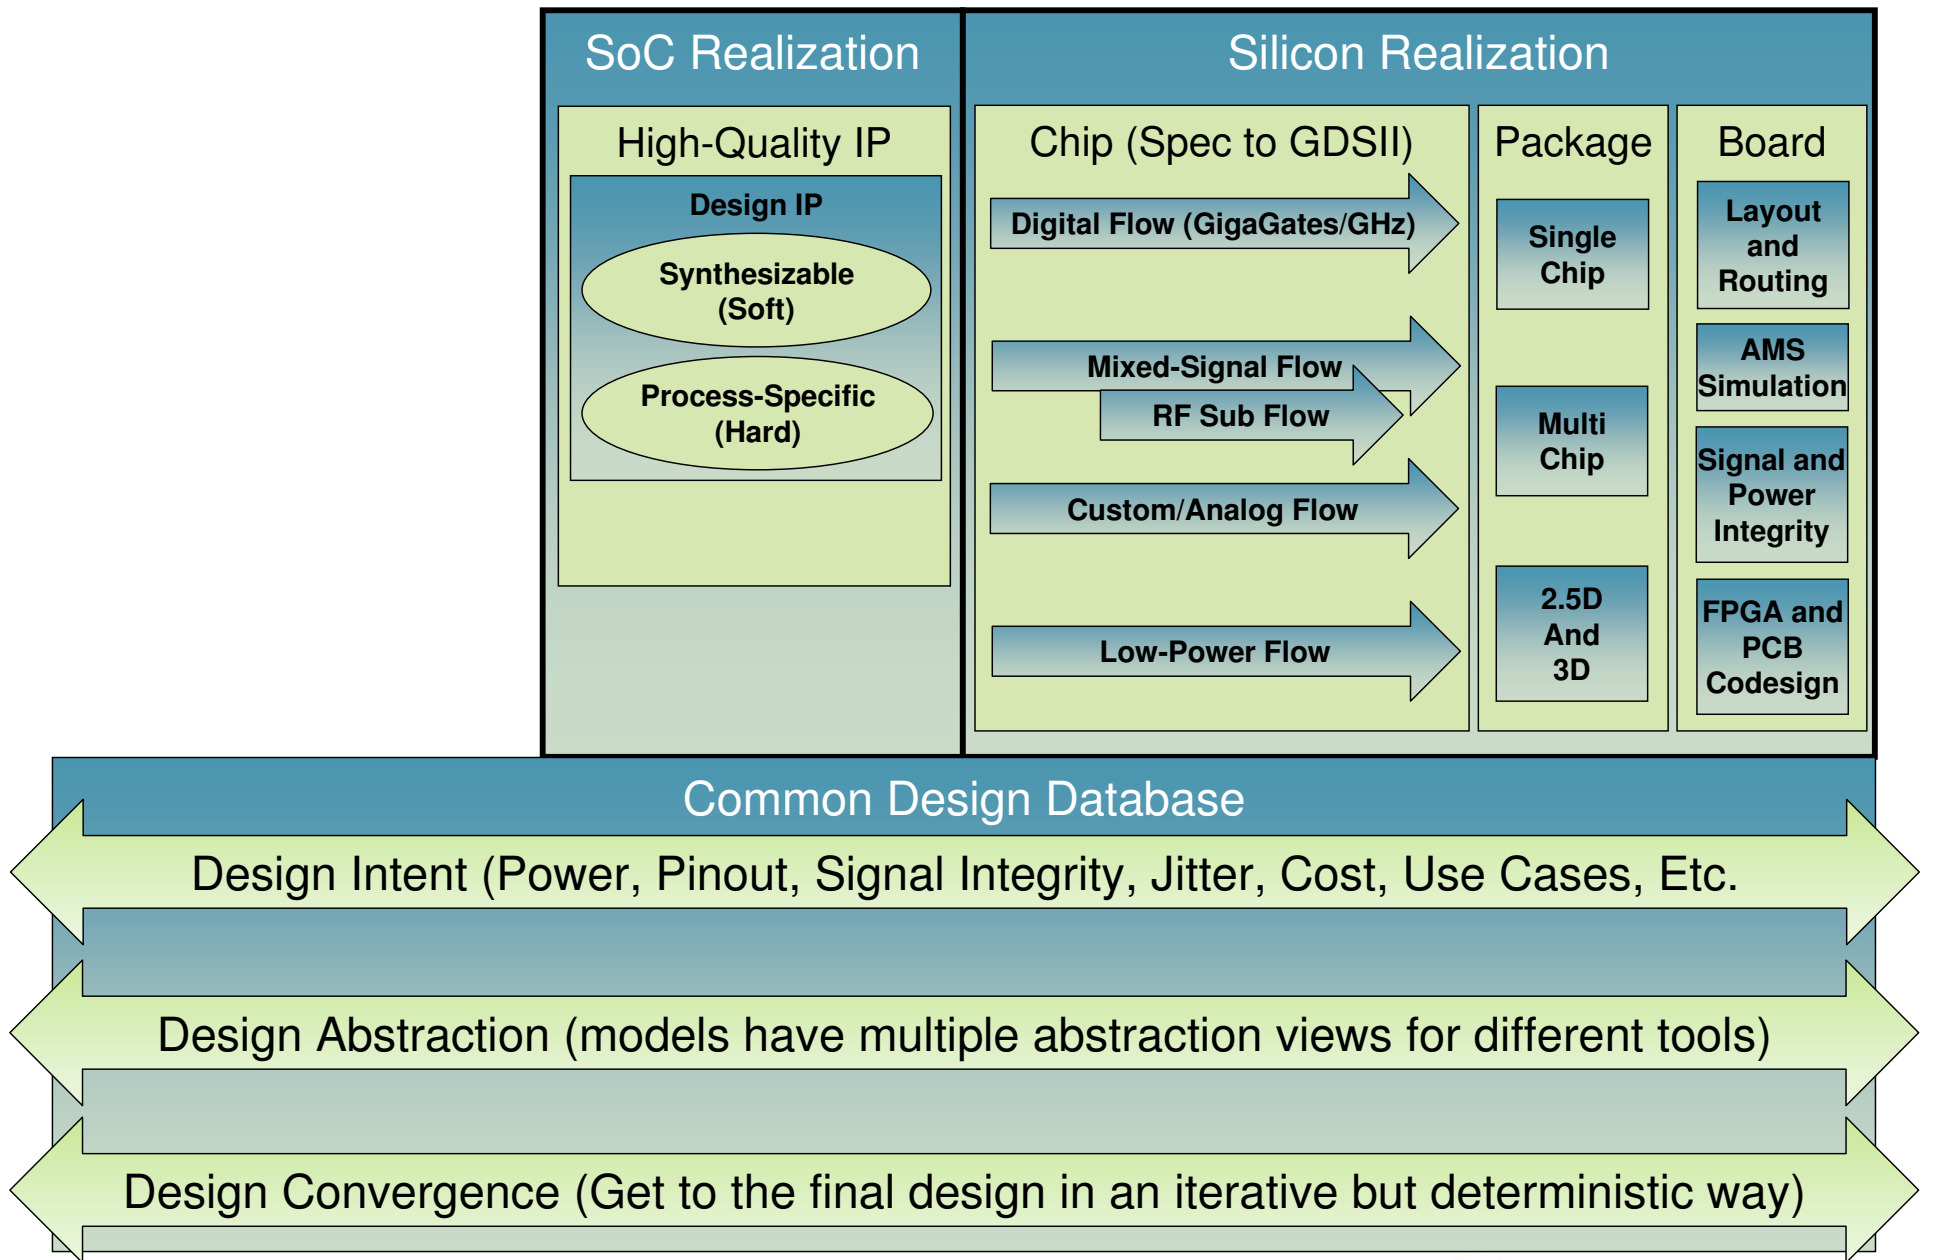 SoC Realization
High-Quality IP
Design IP
Synthesizable
(Soft)
Process-Specific
(Hard)
Silicon Realization
Chip (Spec to GDSII)
Digital Flow (GigaGates/GHz)
Mixed-Signal Flow
RF Sub Flow
Custom/Analog Flow
Low-Power Flow
Package
Single
Chip
Multi
Chip
2.5D
And
3D
Board
Layout
and
Routing
AMS
Simulation
Signal and
Power
Integrity
FPGA and
PCB
Codesign
Common Design Database
Design Intent (Power, Pinout, Signal Integrity, Jitter, Cost, Use Cases, Etc.
Design Abstraction (models have multiple abstraction views for different tools)
Design Convergence (Get to the final design in an iterative but deterministic way)